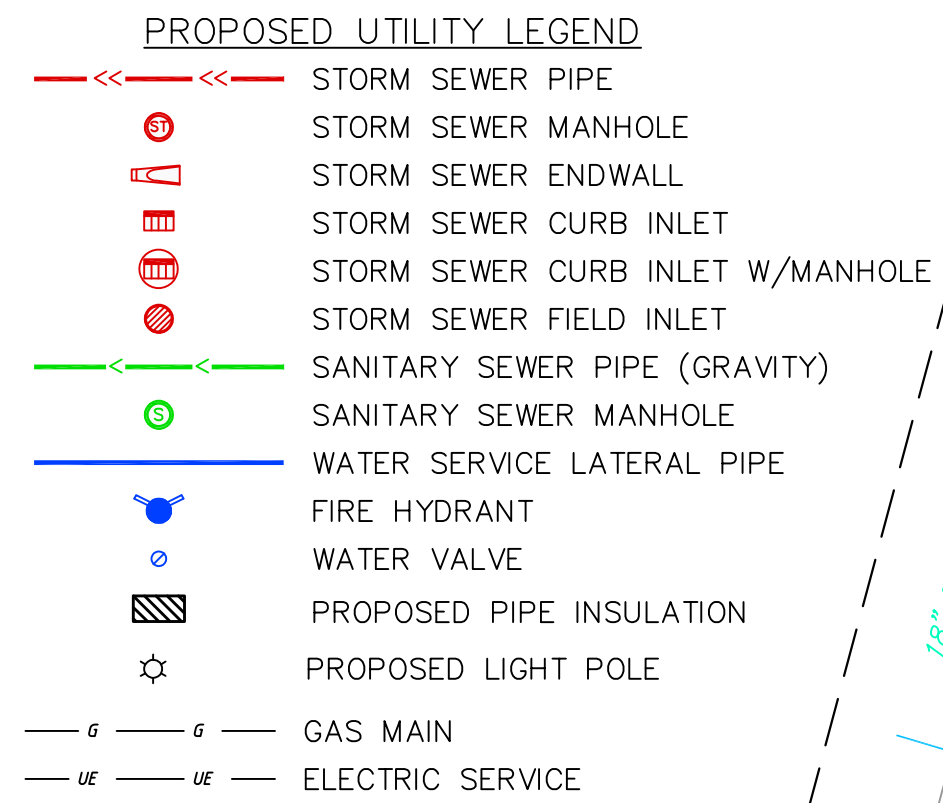 PROPOSED UTILITY LEGEND
<< << STORM SEWER PIPE
ST STORM SEWER MANHOLE
STORM SEWER ENDWALL
STORM SEWER CURB INLET
STORM SEWER CURB INLET W/MANHOLE
STORM SEWER FIELD INLET
< < SANITARY SEWER PIPE (GRAVITY)
S SANITARY SEWER MANHOLE
WATER SERVICE LATERAL PIPE
FIRE HYDRANT
WATER VALVE
PROPOSED PIPE INSULATION
18"
PROPOSED LIGHT POLE
G G GAS MAIN
UE UE ELECTRIC SERVICE